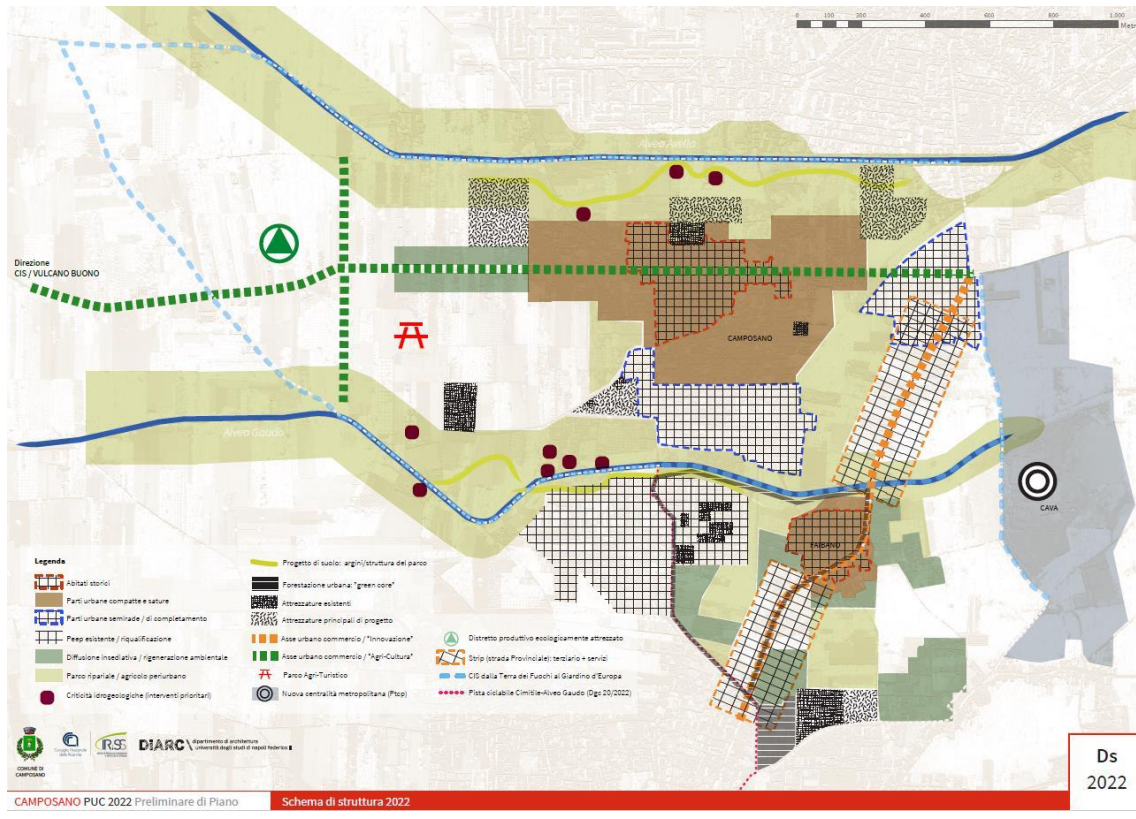 0 100 200 400 600 800 1.000
Metri
Alveo Avella
Direzione
CIS / VULCANO BUONO
CAMPOSANO
Alveo Gaudo
CAVA
FAIBANO
Legenda
Abitati storici
Parti urbane compatte e sature
Parti urbane semirade / di completamento
Peep esistente / riqualificazione
Diffusione insediativa / rigenerazione ambientale
Parco ripariale / agricolo periurbano
Criticità idrogeologiche (interventi prioritari)
Progetto di suolo: argini/struttura del parco
Forestazione urbana: "green core"
Attrezzature esistenti
Attrezzature principali di progetto
Asse urbano commercio / "Innovazione"
Asse urbano commercio / "Agri-Cultura"
Parco Agri-Turistico
Nuova centralità metropolitana (Ptcp)
Distretto produttivo ecologicamente attrezzato
Strip (strada Provinciale): terziario + servizi
CIS dalla Terra dei Fuochi al Giardino d'Europa
Pista ciclabile Cimitile-Alveo Gaudo (Dgc 20/2022)
COMUNE DI
CAMPOSANO
Consiglio Nazionale
delle Ricerche
IRISS
DiARC \ dipartimento di architettura
università degli studi di napoli federico II
Ds
2022
CAMPOSANO PUC 2022 Preliminare di Piano
Schema di struttura 2022